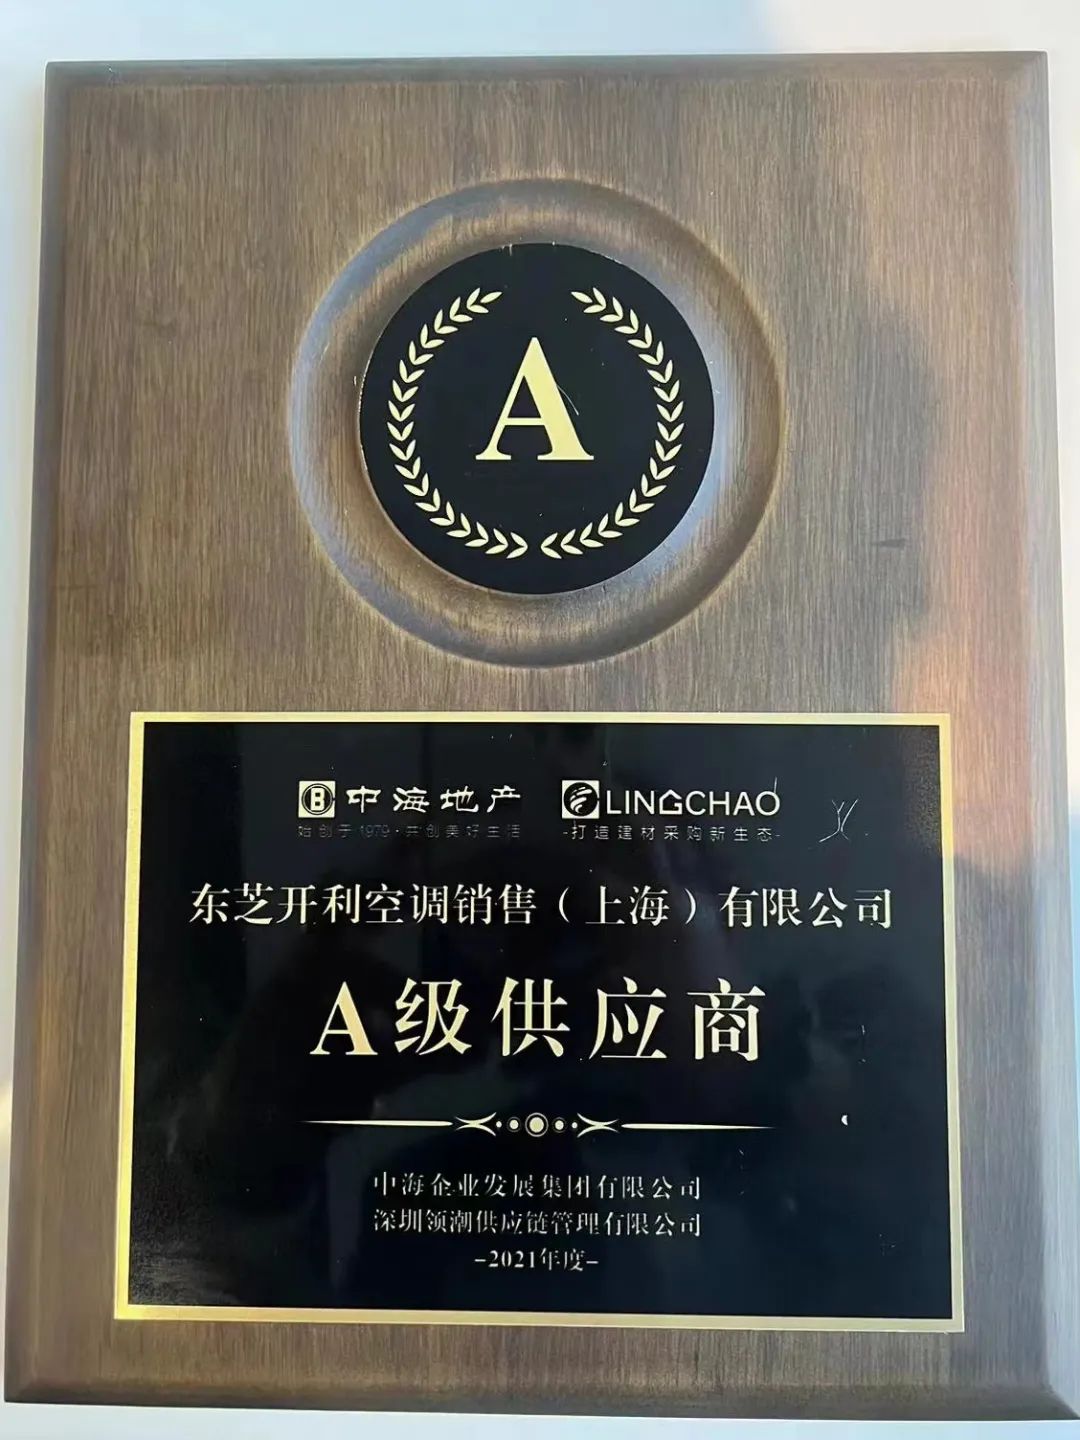 A
中海地产 LINGCHAO
始创于1979·共创美好生活 -打造建材采购新生态-
东芝开利空调销售（上海）有限公司
A级供应商
中海企业发展集团有限公司
深圳领潮供应链管理有限公司
-2021年度-